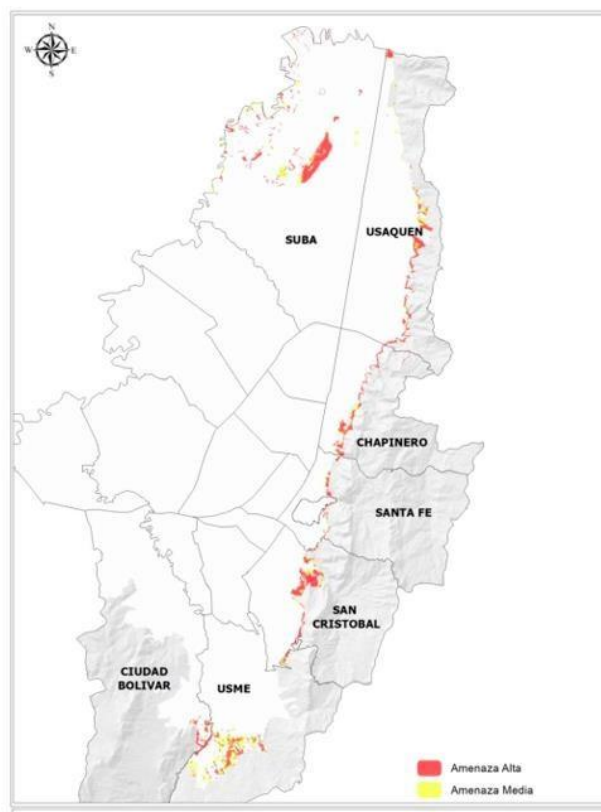 N
W E
S
SUBA
USAQUEN
CHAPINERO
SANTA FE
SAN
CRISTOBAL
CIUDAD
BOLIVAR
USME
Amenaza Alta
Amenaza Media